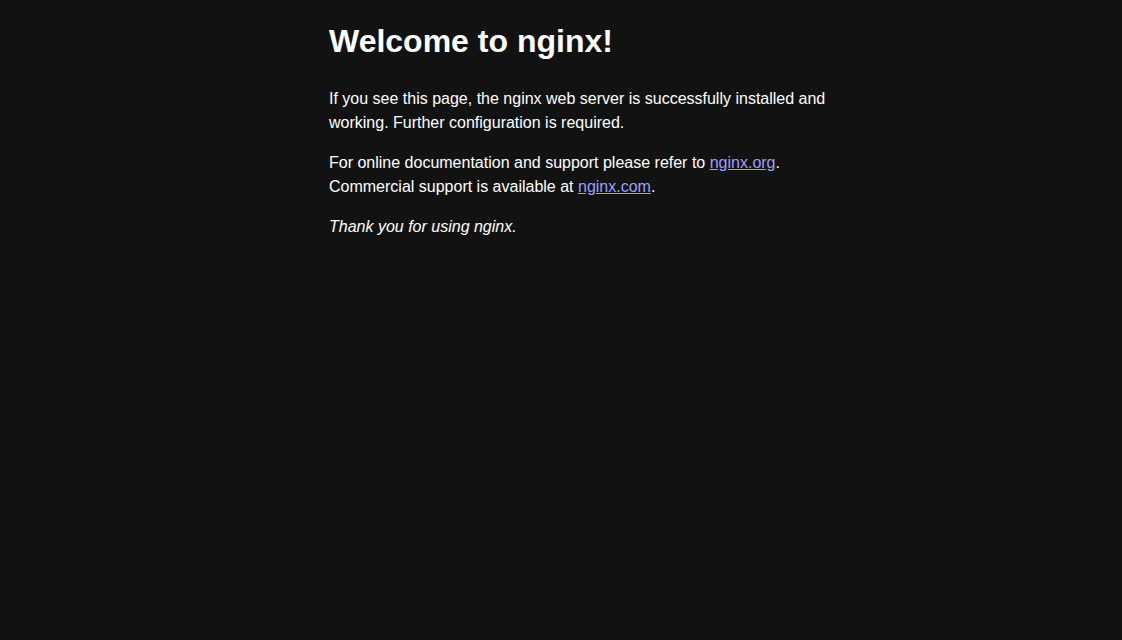 Welcome to nginx!
If you see this page, the nginx web server is successfully installed and
working. Further configuration is required.
For online documentation and support please refer to nginx.org.
Commercial support is available at nginx.com.
Thank you for using nginx.